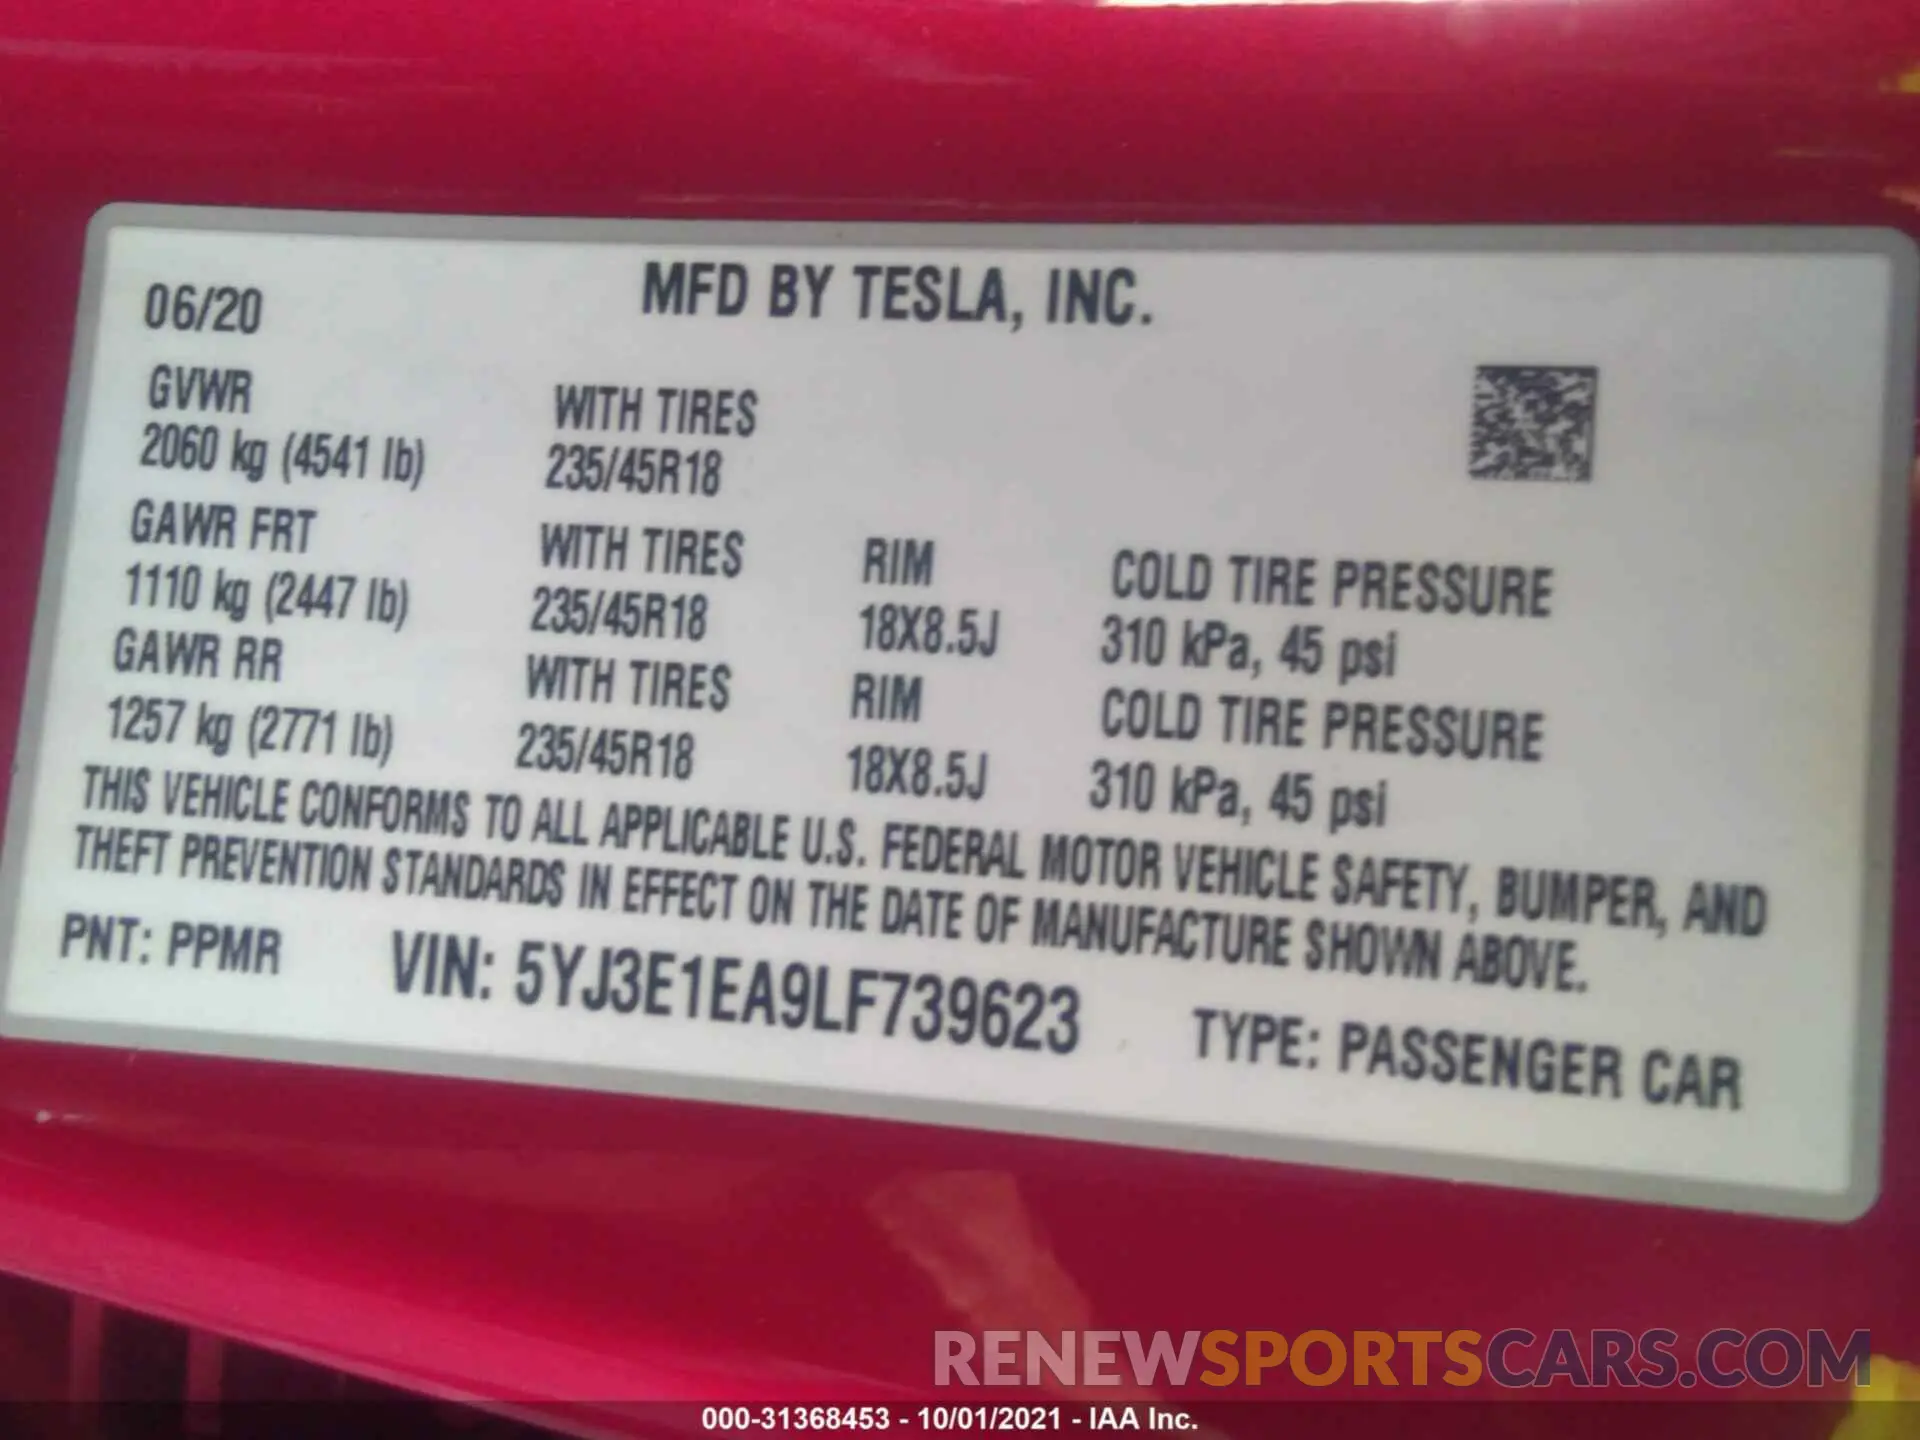 06/20 MFD BY TESLA, INC.
GVWR WITH TIRES
2060 kg (4541 lb) 235/45R18
GAWR FRT WITH TIRES RIM COLD TIRE PRESSURE
1110 kg (2447 lb) 235/45R18 18X8.5J 310 kPa, 45 psi
GAWR RR WITH TIRES RIM COLD TIRE PRESSURE
1257 kg (2771 lb) 235/45R18 18X8.5J 310 kPa, 45 psi
THIS VEHICLE CONFORMS TO ALL APPLICABLE U.S. FEDERAL MOTOR VEHICLE SAFETY, BUMPER, AND
THEFT PREVENTION STANDARDS IN EFFECT ON THE DATE OF MANUFACTURE SHOWN ABOVE.
PNT: PPMR VIN: 5YJ3E1EA9LF739623 TYPE: PASSENGER CAR
RENEWSPORTSCARS.COM
000-31368453 - 10/01/2021 - IAA Inc.